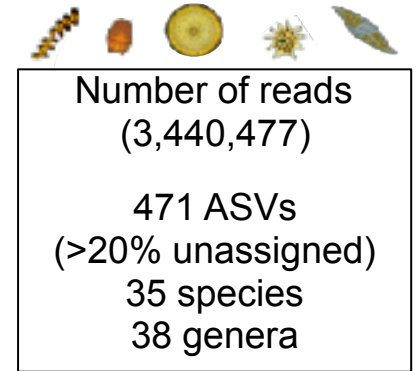 Number of reads
(3,440,477)
471 ASVs
(>20% unassigned)
35 species
38 genera